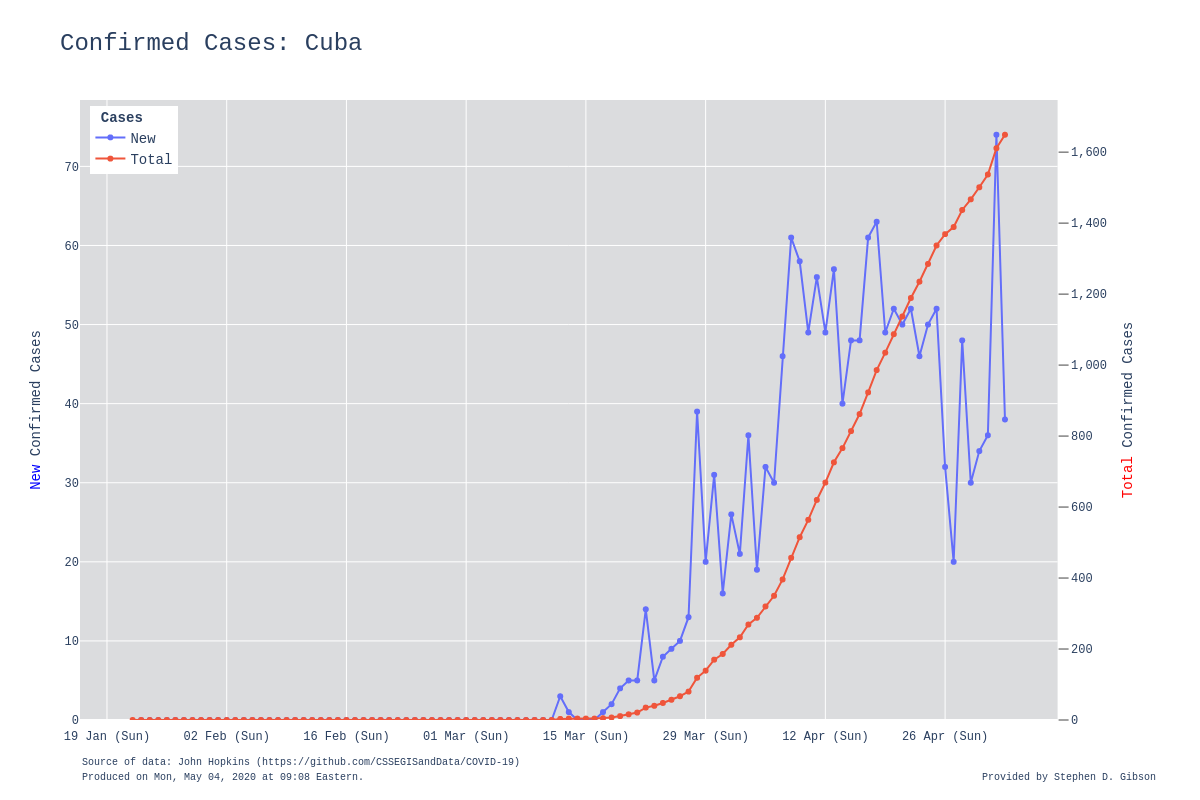 Confirmed Cases: Cuba
Cases
New
Total
70
60
50
40
30
20
10
0
New Confirmed Cases
1,600
1,400
1,200
1,000
800
600
400
200
0
Total Confirmed Cases
19 Jan (Sun) 02 Feb (Sun) 16 Feb (Sun) 01 Mar (Sun) 15 Mar (Sun) 29 Mar (Sun) 12 Apr (Sun) 26 Apr (Sun)
Source of data: John Hopkins (https://github.com/CSSEGISandData/COVID-19)
Produced on Mon, May 04, 2020 at 09:08 Eastern.
Provided by Stephen D. Gibson